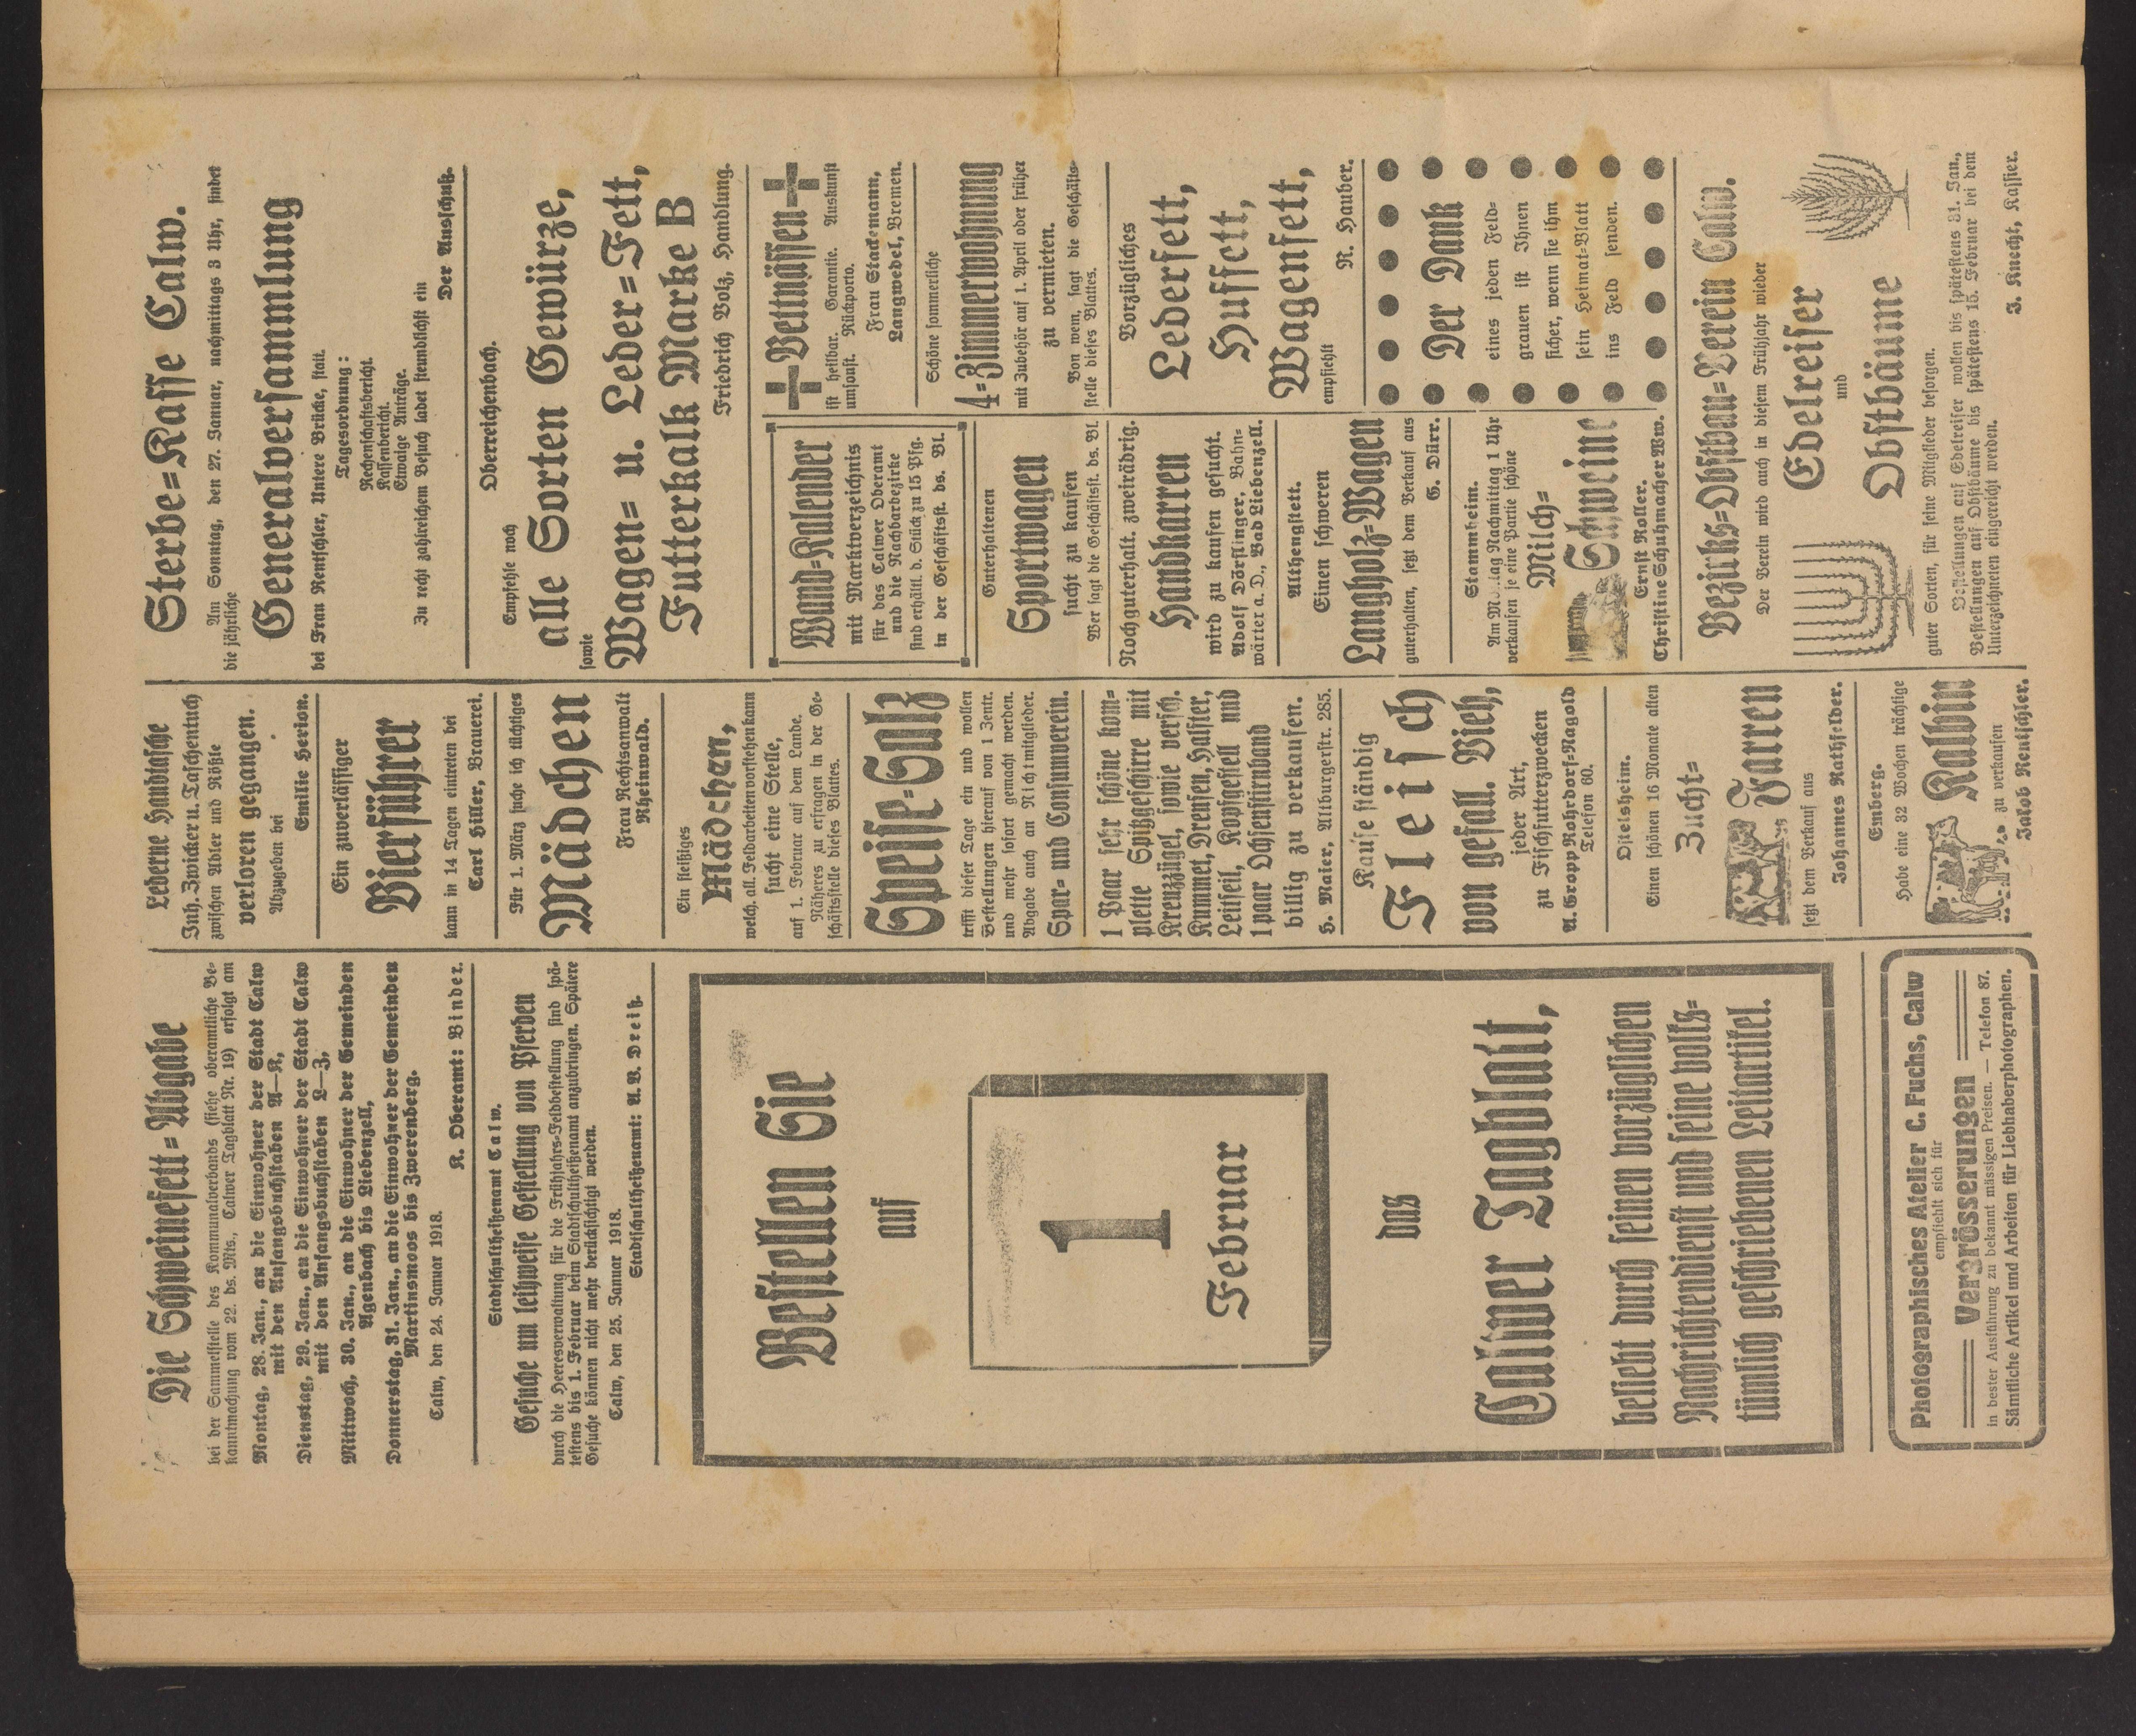 Die Schweinefett-Abgabe
bei der Sammelstelle des Kommunalverbands (siehe oberamtliche Be-
kanntmachung vom 22. ds. Mts., Calwer Tagblatt Nr. 19) erfolgt am
Montag, 28. Jan., an die Einwohner der Stadt Calw
mit den Anfangsbuchstaben A—K,
Dienstag, 29. Jan., an die Einwohner der Stadt Calw
mit den Anfangsbuchstaben L—Z,
Mittwoch, 30. Jan., an die Einwohner der Gemeinden
Agenbach bis Liebenzell,
Donnerstag, 31. Jan., an die Einwohner der Gemeinden
Martinsmoos bis Zwerenberg.
Calw, den 24. Januar 1918.
K. Oberamt: Binder.
Stadtschultheißenamt Calw.
Gesuche um leihweise Gestellung von Pferden
durch die Heeresverwaltung für die Frühjahrs-Feldbestellung sind spä-
testens bis 1. Februar beim Stadtschultheißenamt anzubringen. Spätere
Gesuche können nicht mehr berücksichtigt werden.
Calw, den 25. Januar 1918.
Stadtschultheißenamt: A.V. Dreiß.
Bestellen Sie
auf
1
Februar
das
Calwer Tagblatt,
beliebt durch seinen vorzüglichen
Nachrichtendienst und seine volks-
tümlich geschriebenen Leitartikel.
Photographisches Atelier C. Fuchs, Calw
empfiehlt sich für
Vergrösserungen
in bester Ausführung zu bekannt mässigen Preisen. — Telefon 87.
Sämtliche Artikel und Arbeiten für Liebhaberphotographen.
Lederne Handtasche
Inh. Zwicker u. Taschentuch
zwischen Adler und Rößle
verloren gegangen.
Abzugeben bei
Emilie Herion.
Ein zuverlässiger
Bierführer
kann in 14 Tagen eintreten bei
Carl Hiller, Brauerei.
Für 1. März suche ich tüchtiges
Mädchen
Frau Rechtsanwalt
Rheinwald.
Ein fleißiges
Mädchen,
welch. all. Feldarbeiten vorstehen kann
sucht eine Stelle,
auf 1. Februar auf dem Lande.
Näheres zu erfragen in der Ge-
schäftsstelle dieses Blattes.
Speise-Salz
trifft dieser Tage ein und wollen
Bestellungen hierauf von 1 Zentr.
und mehr sofort gemacht werden.
Abgabe auch an Nichtmitglieder.
Spar- und Consumverein.
1 Paar sehr schöne kom-
plette Spitzgeschirre mit
Kreuzzügel, sowie versch.
Kummet, Trensen, Halfter,
Leitseil, Kopfgestell und
1 paar Ochsenstirnband
billig zu verkaufen.
H. Maier, Altburgerstr. 285.
Kaufe ständig
Fleisch
von gefall. Vieh,
jeder Art,
zu Fischfutterzwecken
A. Gropp Rohrdorf-Nagold
Telefon 60.
Ostelsheim.
Einen schönen 16 Monate alten
Zucht-
Farren
setzt dem Verkauf aus
Johannes Rathfelder.
Emberg.
Habe eine 32 Wochen trächtige
Kalbin
zu verkaufen
Jakob Rentschler.
Sterbe-Kasse Calw.
Am Sonntag, den 27. Januar, nachmittags 3 Uhr, findet
die jährliche
Generalversammlung
bei Frau Rentschler, Untere Brücke, statt.
Tagesordnung:
Rechenschaftsbericht.
Kassenbericht.
Etwaige Anträge.
Zu recht zahlreichem Besuch ladet freundlichst ein
Der Ausschuß.
Oberreichenbach.
Empfehle noch
alle Sorten Gewürze,
sowie
Wagen- u. Leder-Fett,
Futterkalk Marke B
Friedrich Volz, Handlung.
Wand-Kalender
mit Marktverzeichnis
für das Calwer Oberamt
und die Nachbarbezirke
sind erhältl. d. Stück zu 15 Pfg.
in der Geschäftsst. ds. Bl.
Guterhaltenen
Sportwagen
sucht zu kaufen
Wer sagt die Geschäftsst. ds. Bl.
Noch guterhalt. zweirädrig.
Handkarren
wird zu kaufen gesucht.
Adolf Dörflinger, Bahn-
wärter a. D., Bad Liebenzell.
Althengstett.
Einen schweren
Langholz-Wagen
guterhalten, setzt dem Verkauf aus
G. Dürr.
Stammheim.
Am Montag Nachmittag 1 Uhr
verkaufen je eine Partie schöne
Milch-
Schweine
Ernst Roller.
Christine Schuhmacher Ww.
Bettnässen
ist heilbar. Garantie. Auskunft
umsonst. Rückporto.
Frau Stackemann,
Langwedel, Bremen.
Schöne sommerliche
4-Zimmerwohnung
mit Zubehör auf 1. April oder früher
zu vermieten.
Von wem, sagt die Geschäfts-
stelle dieses Blattes.
Vorzügliches
Lederfett,
Huffett,
Wagenfett,
empfiehlt
R. Hauber.
Der Dank
eines jeden Feld-
grauen ist Ihnen
sicher, wenn sie ihm
sein Heimat-Blatt
ins Feld senden.
Bezirks-Obstbau-Verein Calw.
Der Verein wird auch in diesem Frühjahr wieder
Edelreiser
und
Obstbäume
guter Sorten, für seine Mitglieder besorgen.
Bestellungen auf Edelreiser wollen bis spätestens 31. Jan.,
Bestellungen auf Obstbäume bis spätestens 15. Februar bei dem
Unterzeichneten eingereicht werden.
J. Knecht, Kassier.